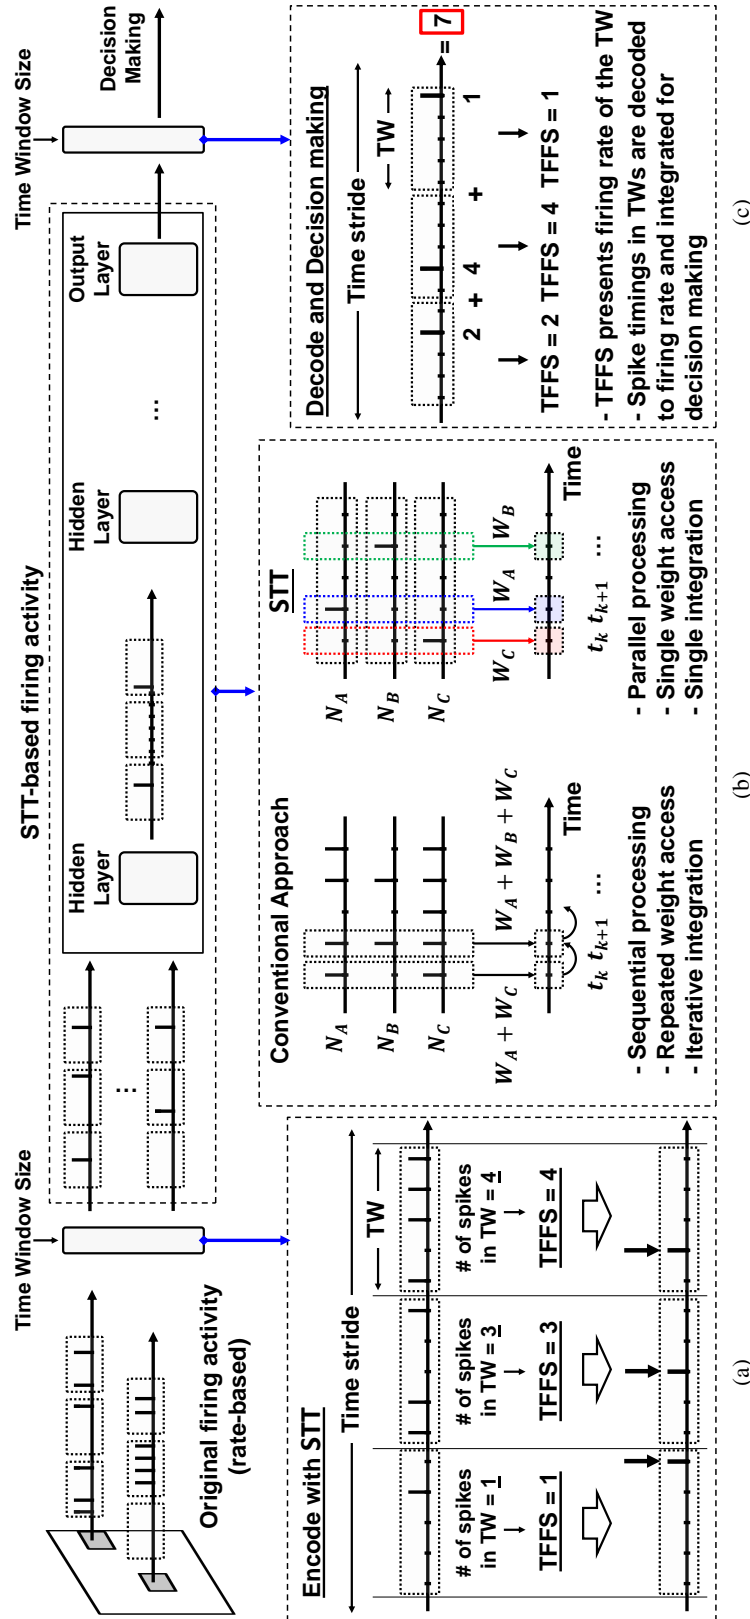 Time Window Size
Original firing activity
(rate-based)
...
STT-based firing activity
Hidden
Layer
Hidden
Layer
...
Output
Layer
Time Window Size
Decision
Making
Encode with STT
Time stride
TW
# of spikes
in TW = 1
TFFS = 1
# of spikes
in TW = 3
TFFS = 3
# of spikes
in TW = 4
TFFS = 4
(a)
Conventional Approach
N_A
N_B
N_C
W_A + W_C
W_A + W_B + W_C
t_k t_{k+1} ...
Time
- Sequential processing
- Repeated weight access
- Iterative integration
STT
N_A
N_B
N_C
W_C
W_A
W_B
t_k t_{k+1} ...
Time
- Parallel processing
- Single weight access
- Single integration
(b)
Decode and Decision making
Time stride
TW
2 + 4 + 1 = 7
TFFS = 2 TFFS = 4 TFFS = 1
- TFFS presents firing rate of the TW
- Spike timings in TWs are decoded
to firing rate and integrated for
decision making
(c)